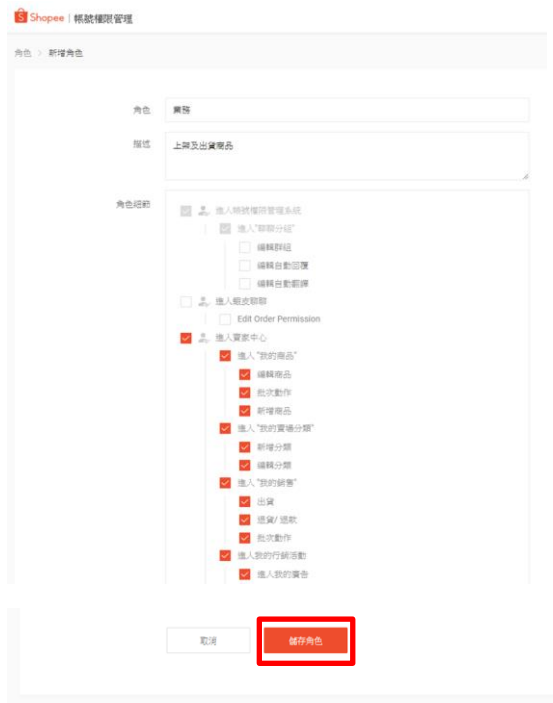 Shopee | 帳號權限管理
角色 > 新增角色
角色 業務
描述 上架及出貨商品
角色細節
進入帳號權限管理系統
進入"聊聊分組"
編輯群組
編輯自動回覆
編輯自動翻譯
進入蝦皮聊聊
Edit Order Permission
進入賣家中心
進入 "我的商品"
編輯商品
批次動作
新增商品
進入 "我的賣場分類"
新增分類
編輯分類
進入 "我的銷售"
出貨
退貨/ 退款
批次動作
進入我的行銷活動
進入我的廣告
取消 儲存角色